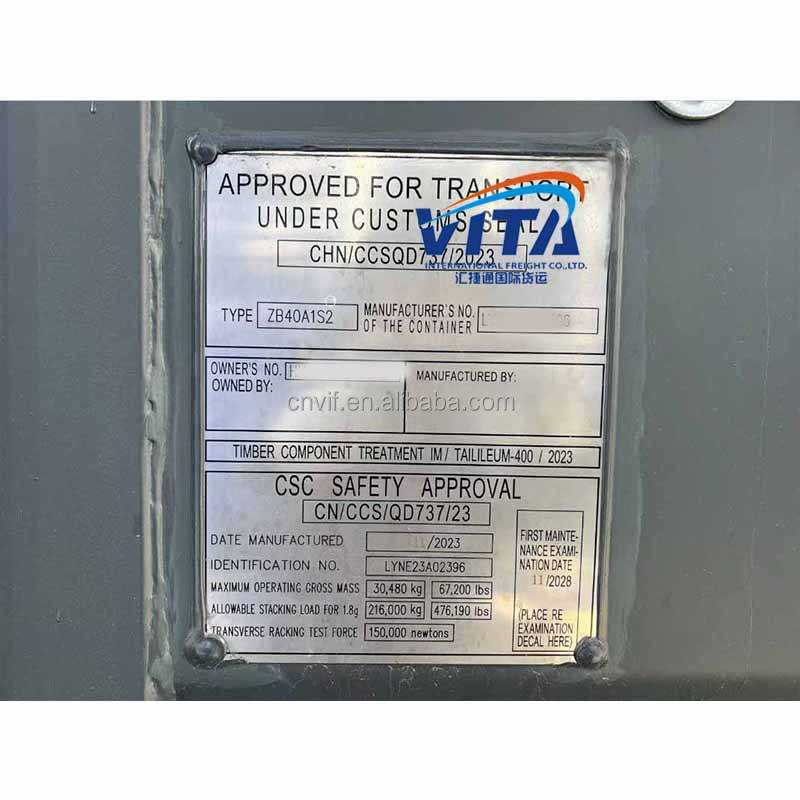 APPROVED FOR TRANSPORT
UNDER CUSTOMS SEAL
VITA
INTERNATIONAL FREIGHT CO.,LTD.
汇捷通国际货运
CHN/CCSQD737/2023
TYPE ZB40A1S2 MANUFACTURER'S NO. OF THE CONTAINER
OWNER'S NO.
OWNED BY:
MANUFACTURED BY:
cnvif.en.alibaba.com
TIMBER COMPONENT TREATMENT IM / TAILILEUM-400 / 2023
CSC SAFETY APPROVAL
CN/CCS/QD737/23
DATE MANUFACTURED 11/2023
IDENTIFICATION NO. LYNE23A02396
MAXIMUM OPERATING GROSS MASS 30,480 kg 67,200 lbs
ALLOWABLE STACKING LOAD FOR 1.8g 216,000 kg 476,190 lbs
TRANSVERSE RACKING TEST FORCE 150,000 newtons
FIRST MAINTE-
NANCE EXAMI-
NATION DATE
11/2028
(PLACE RE
EXAMINATION
DECAL HERE)